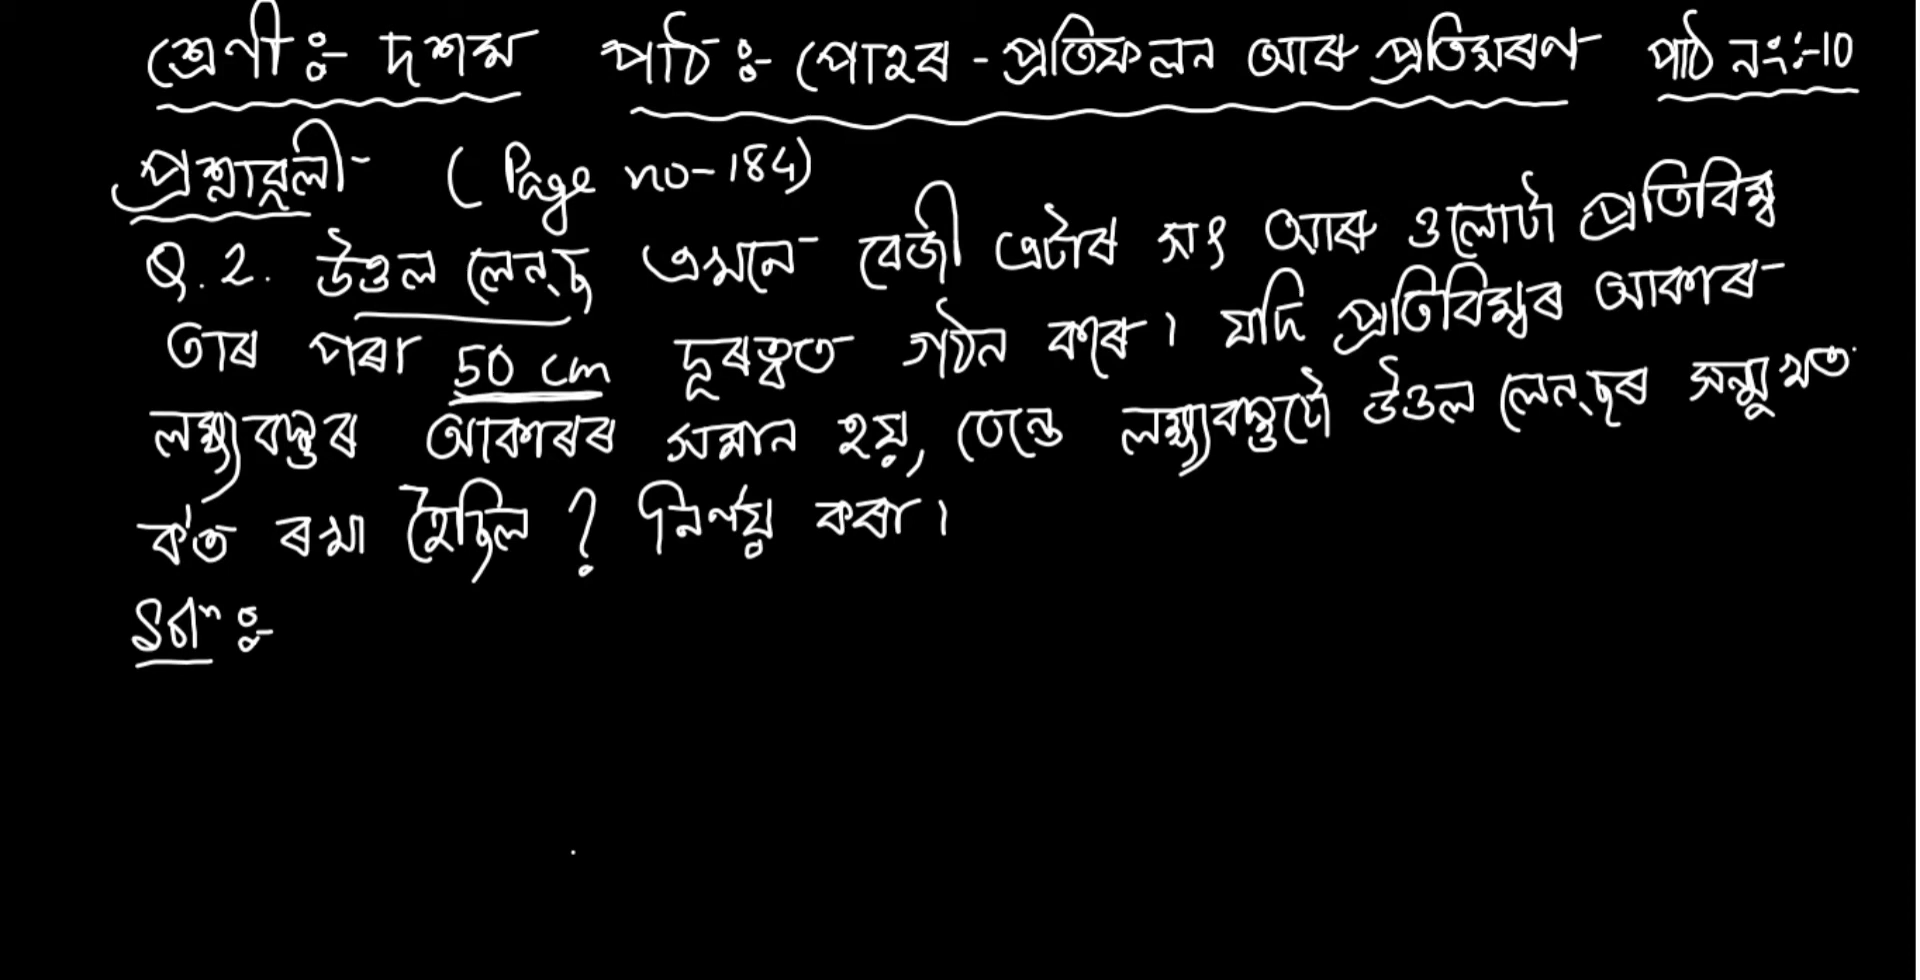 শ্ৰেণী ঃ- দশম পাঠ ঃ- পোহৰ - প্ৰতিফলন আৰু প্ৰতিসৰণ পাঠ নং:-10
প্ৰশ্নাৱলী (Page no-184)
Q.2. উত্তল লেন্‌ছ এখনে বেজী এটাৰ সৎ আৰু ওলোটা প্ৰতিবিম্ব
তাৰ পৰা 50 cm দূৰত্বত গঠন কৰে। যদি প্ৰতিবিম্বৰ আকাৰ
লক্ষ্যবস্তুৰ আকাৰৰ সমান হয়, তেন্তে লক্ষ্যবস্তুটো উত্তল লেন্‌ছৰ সন্মুখত
ক'ত ৰখা হৈছিল? নিৰ্ণয় কৰা।